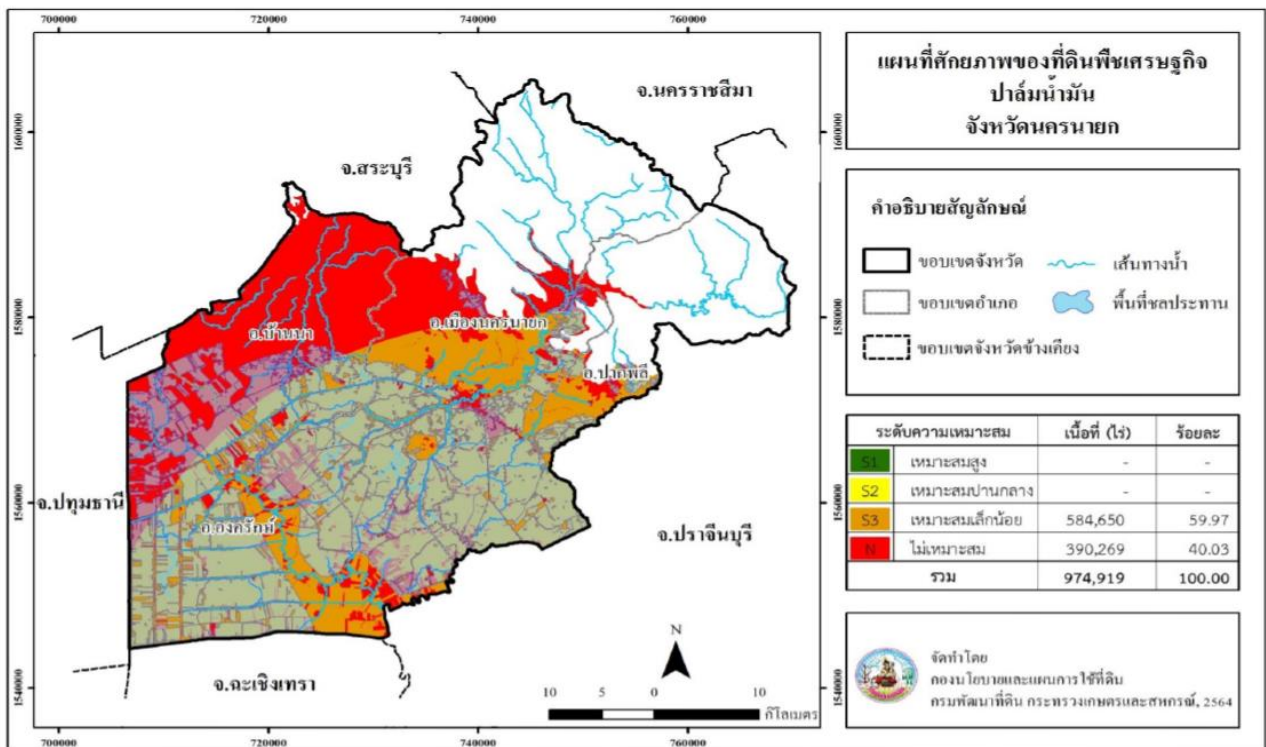 700000 720000 740000 760000
แผนที่ศักยภาพของที่ดินพืชเศรษฐกิจ
ปาล์มน้ำมัน
จังหวัดนครนายก
1600000
1600000
จ.นครราชสีมา
จ.สระบุรี
คำอธิบายสัญลักษณ์
ขอบเขตจังหวัด
เส้นทางน้ำ
ขอบเขตอำเภอ
พื้นที่ชลประทาน
ขอบเขตจังหวัดข้างเคียง
1580000
1580000
อ.บ้านนา
อ.เมืองนครนายก
อ.ปากพลี
ระดับความเหมาะสม เนื้อที่ (ไร่) ร้อยละ
S1 เหมาะสมสูง - -
S2 เหมาะสมปานกลาง - -
S3 เหมาะสมเล็กน้อย 584,650 59.97
N ไม่เหมาะสม 390,269 40.03
รวม 974,919 100.00
จ.ปทุมธานี
1560000
1560000
อ.องครักษ์
จ.ปราจีนบุรี
จ.ฉะเชิงเทรา
N
10 5 0 10
กิโลเมตร
1540000
1540000
จัดทำโดย
กองนโยบายและแผนการใช้ที่ดิน
กรมพัฒนาที่ดิน กระทรวงเกษตรและสหกรณ์, 2564
700000 720000 740000 760000